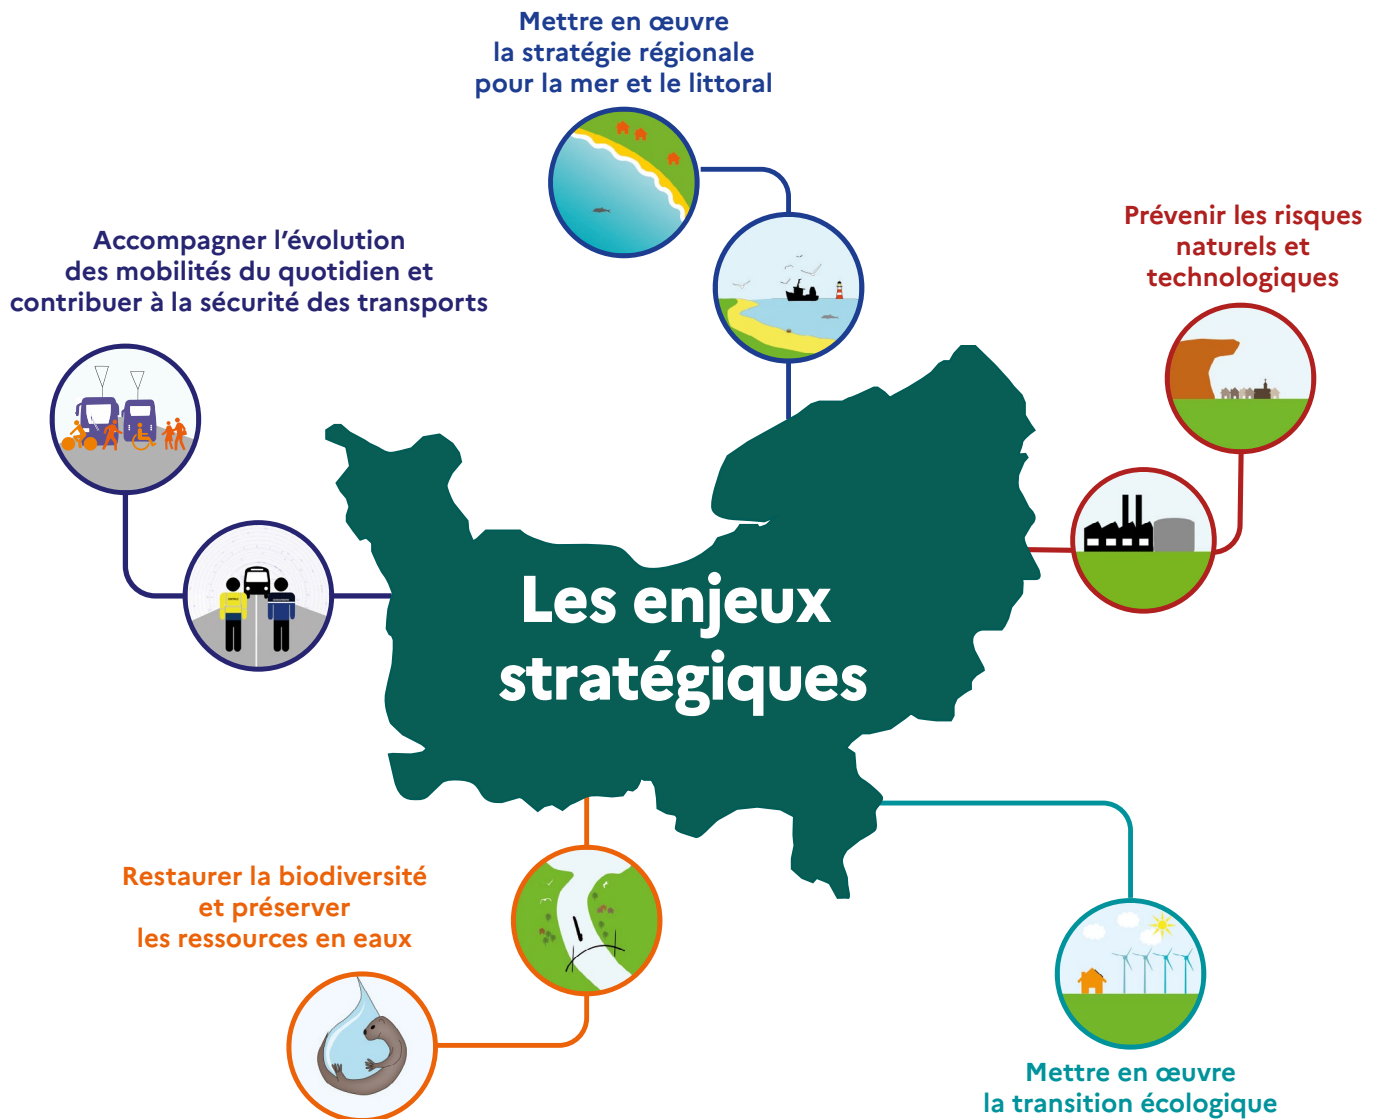 Mettre en œuvre
la stratégie régionale
pour la mer et le littoral
Accompagner l'évolution
des mobilités du quotidien et
contribuer à la sécurité des transports
Prévenir les risques
naturels et
technologiques
Les enjeux
stratégiques
Restaurer la biodiversité
et préserver
les ressources en eaux
Mettre en œuvre
la transition écologique